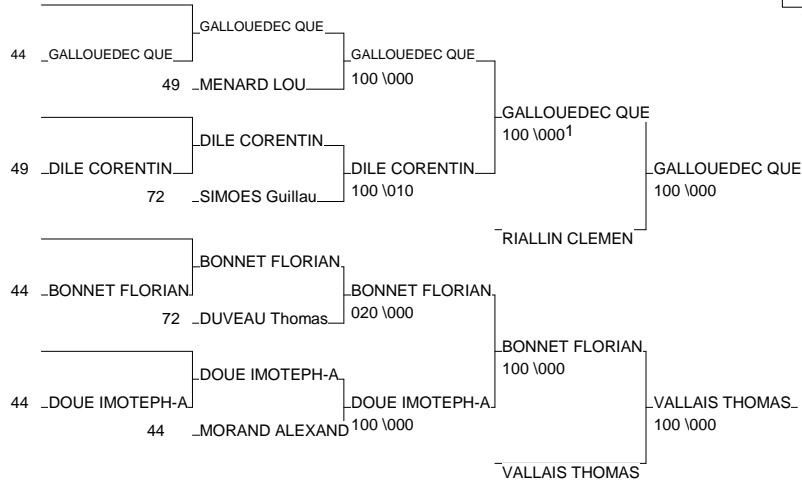 GALLOUEDEC QUE
44 GALLOUEDEC QUE GALLOUEDEC QUE
49 MENARD LOU 100 \000
GALLOUEDEC QUE
100 \0001
DILE CORENTIN
49 DILE CORENTIN DILE CORENTIN GALLOUEDEC QUE
100 \010 100 \000
72 SIMOES Guillau
RIALLIN CLEMEN
BONNET FLORIAN
44 BONNET FLORIAN BONNET FLORIAN
72 DUVEAU Thomas 020 \000
BONNET FLORIAN
100 \000
DOUE IMOTEPH-A
44 DOUE IMOTEPH-A DOUE IMOTEPH-A VALLAIS THOMAS
100 \000 100 \000
44 MORAND ALEXAND
VALLAIS THOMAS